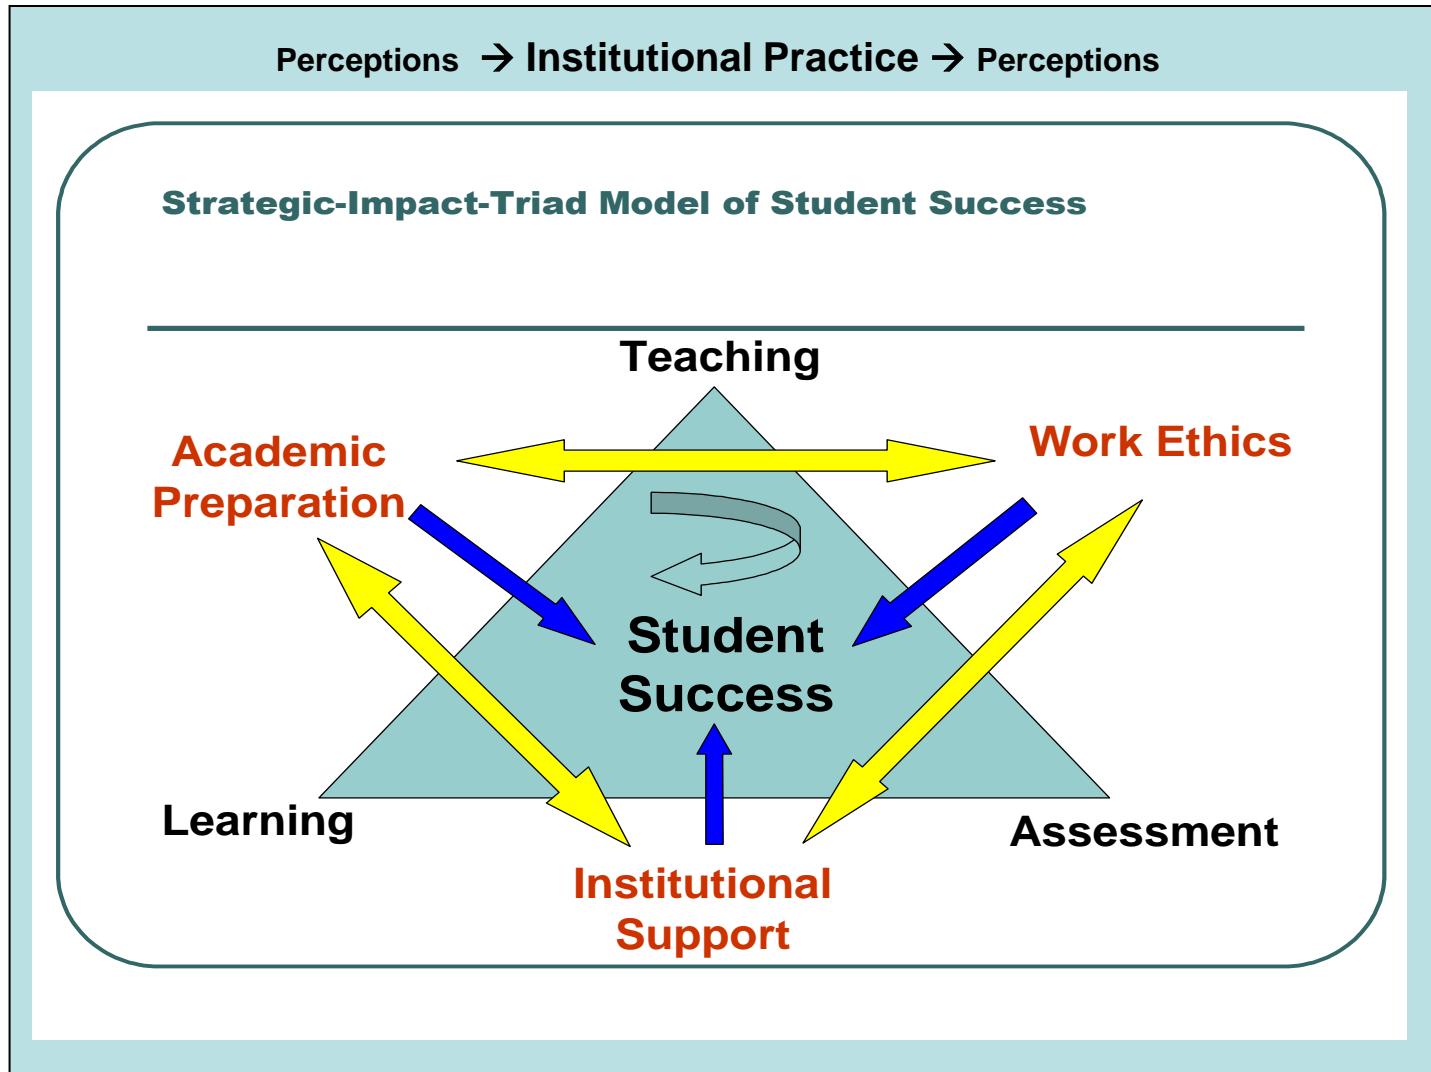 Perceptions → Institutional Practice → Perceptions
Strategic-Impact-Triad Model of Student Success
Teaching
Academic
Preparation
Work Ethics
Student
Success
Learning
Assessment
Institutional
Support